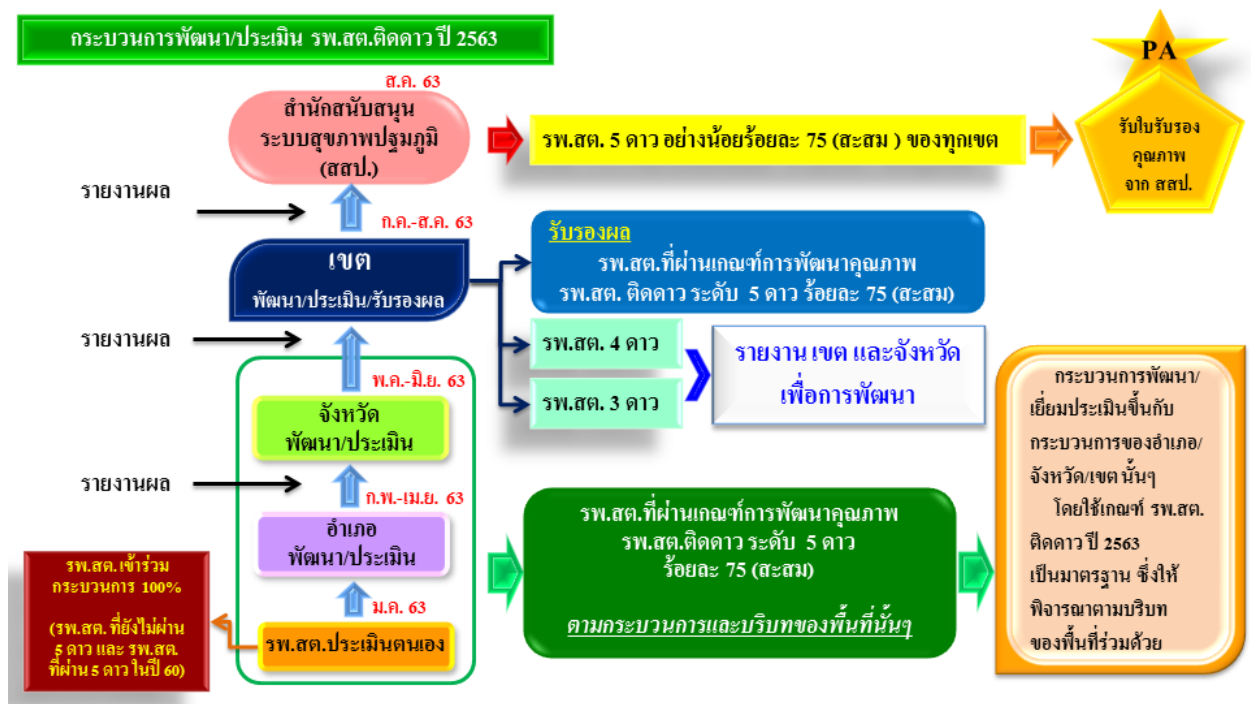 กระบวนการพัฒนา/ประเมิน รพ.สต.ติดดาว ปี 2563
ส.ค. 63
สำนักสนับสนุน
ระบบสุขภาพปฐมภูมิ
(สสป.)
รพ.สต. 5 ดาว อย่างน้อยร้อยละ 75 (สะสม ) ของทุกเขต
PA
รับใบรับรอง
คุณภาพ
จาก สสป.
รายงานผล
ก.ค.-ส.ค. 63
เขต
พัฒนา/ประเมิน/รับรองผล
รับรองผล
รพ.สต.ที่ผ่านเกณฑ์การพัฒนาคุณภาพ
รพ.สต. ติดดาว ระดับ 5 ดาว ร้อยละ 75 (สะสม)
รพ.สต. 4 ดาว
รพ.สต. 3 ดาว
รายงาน เขต และจังหวัด
เพื่อการพัฒนา
รายงานผล
พ.ค.-มิ.ย. 63
จังหวัด
พัฒนา/ประเมิน
รายงานผล
ก.พ.-เม.ย. 63
อำเภอ
พัฒนา/ประเมิน
ม.ค. 63
รพ.สต.ประเมินตนเอง
รพ.สต.เข้าร่วม
กระบวนการ 100%
(รพ.สต. ที่ยังไม่ผ่าน
5 ดาว และ รพ.สต.
ที่ผ่าน 5 ดาว ในปี 60)
รพ.สต.ที่ผ่านเกณฑ์การพัฒนาคุณภาพ
รพ.สต.ติดดาว ระดับ 5 ดาว
ร้อยละ 75 (สะสม)
ตามกระบวนการและบริบทของพื้นที่นั้นๆ
กระบวนการพัฒนา/
เยี่ยมประเมินขึ้นกับ
กระบวนการของอำเภอ/
จังหวัด/เขต นั้นๆ
โดยใช้เกณฑ์ รพ.สต.
ติดดาว ปี 2563
เป็นมาตรฐาน ซึ่งให้
พิจารณาตามบริบท
ของพื้นที่ร่วมด้วย